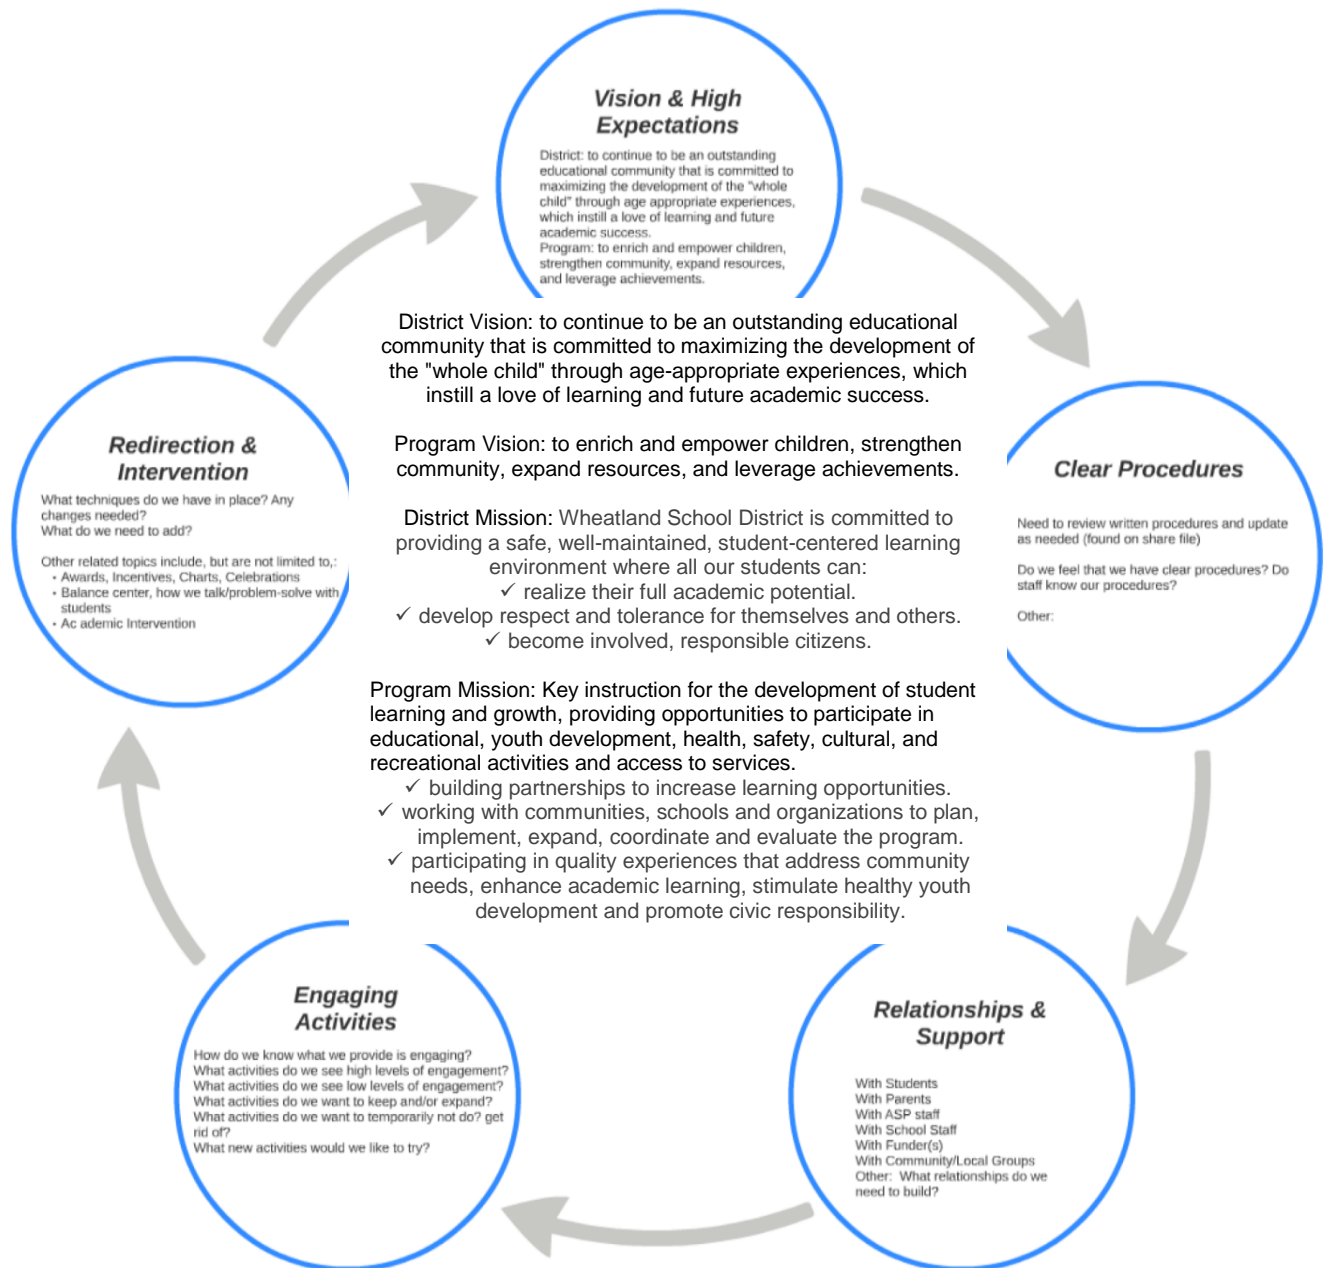 Vision & High
Expectations
District: to continue to be an outstanding
educational community that is committed to
maximizing the development of the "whole
child" through age appropriate experiences,
which instill a love of learning and future
academic success.
Program: to enrich and empower children,
strengthen community, expand resources,
and leverage achievements.
District Vision: to continue to be an outstanding educational
community that is committed to maximizing the development of
the "whole child" through age-appropriate experiences, which
instill a love of learning and future academic success.
Program Vision: to enrich and empower children, strengthen
community, expand resources, and leverage achievements.
District Mission: Wheatland School District is committed to
providing a safe, well-maintained, student-centered learning
environment where all our students can:
✓ realize their full academic potential.
✓ develop respect and tolerance for themselves and others.
✓ become involved, responsible citizens.
Program Mission: Key instruction for the development of student
learning and growth, providing opportunities to participate in
educational, youth development, health, safety, cultural, and
recreational activities and access to services.
✓ building partnerships to increase learning opportunities.
✓ working with communities, schools and organizations to plan,
implement, expand, coordinate and evaluate the program.
✓ participating in quality experiences that address community
needs, enhance academic learning, stimulate healthy youth
development and promote civic responsibility.
Clear Procedures
Need to review written procedures and update
as needed (found on share file)
Do we feel that we have clear procedures? Do
staff know our procedures?
Other:
Relationships &
Support
With Students
With Parents
With ASP staff
With School Staff
With Funder(s)
With Community/Local Groups
Other: What relationships do we
need to build?
Engaging
Activities
How do we know what we provide is engaging?
What activities do we see high levels of engagement?
What activities do we see low levels of engagement?
What activities do we want to keep and/or expand?
What activities do we want to temporarily not do? get
rid of?
What new activities would we like to try?
Redirection &
Intervention
What techniques do we have in place? Any
changes needed?
What do we need to add?
Other related topics include, but are not limited to,:
• Awards, Incentives, Charts, Celebrations
• Balance center, how we talk/problem-solve with
students
• Ac ademic Intervention